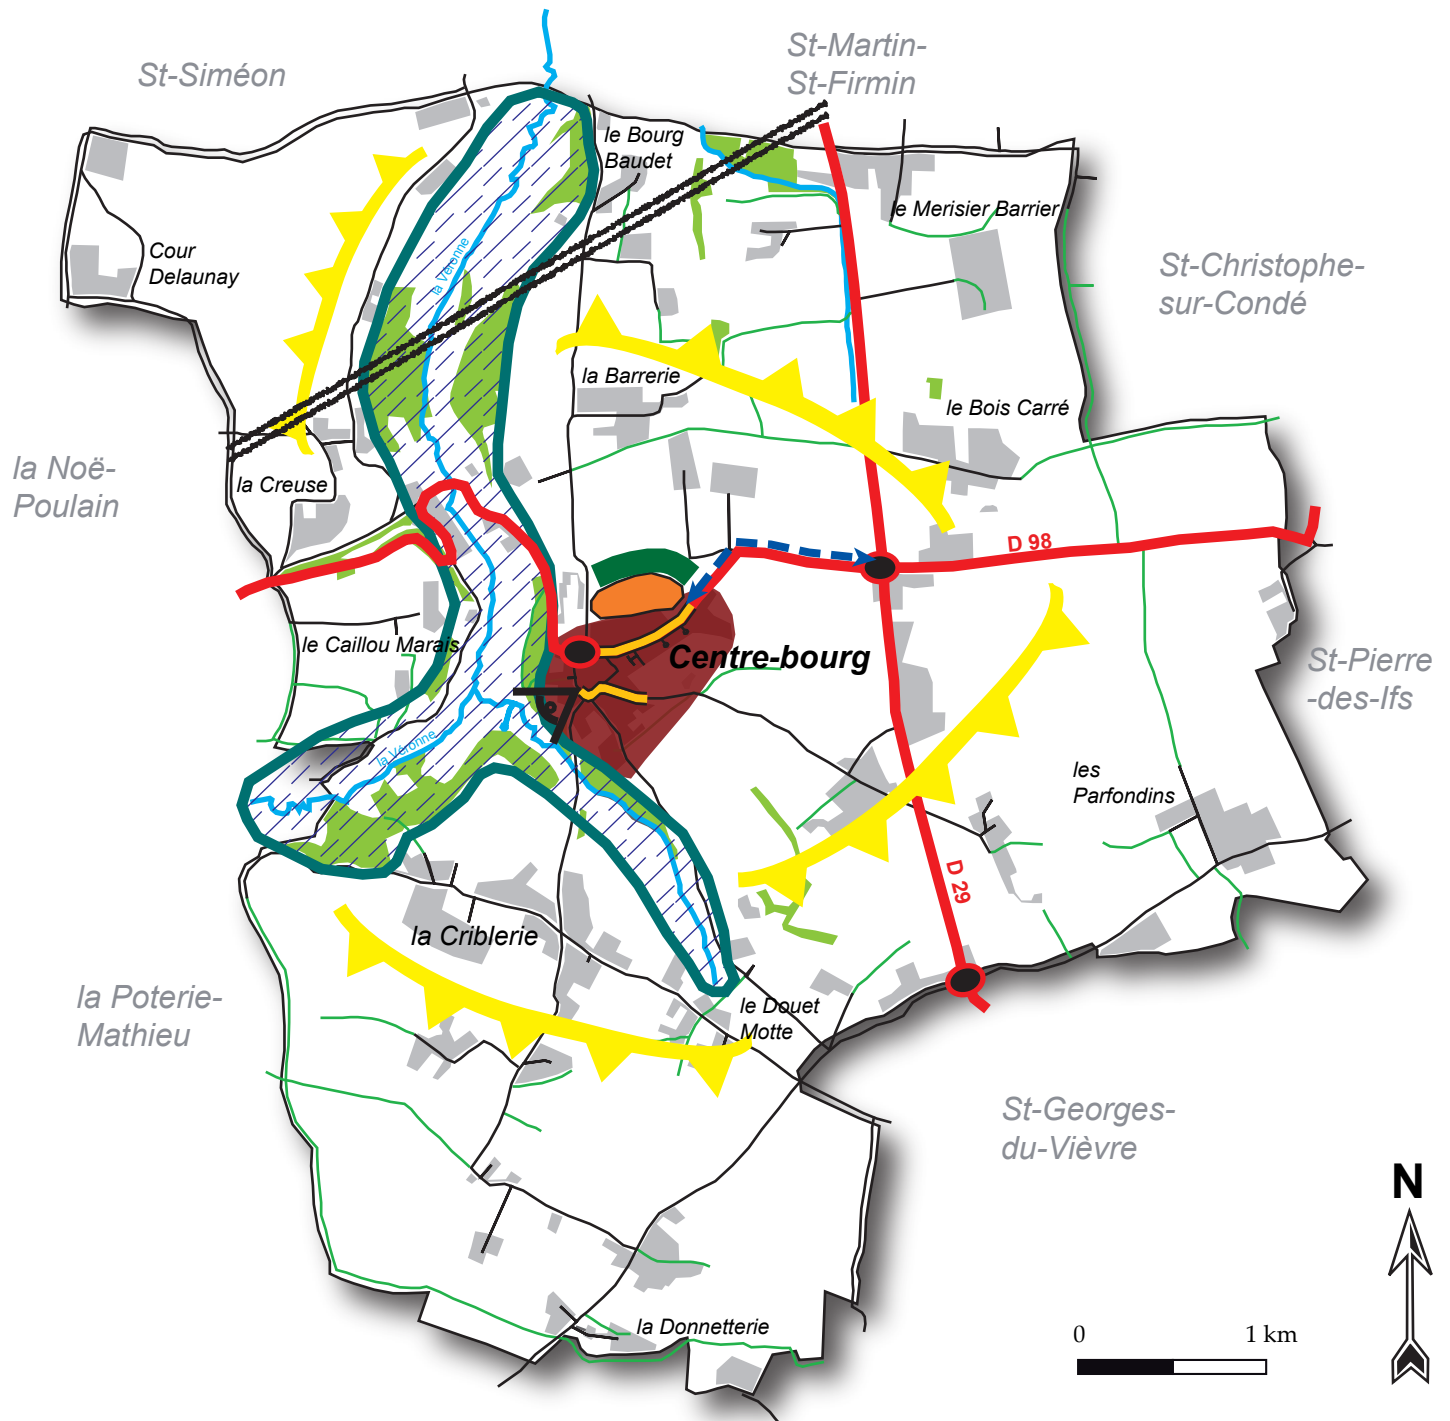 St-Siméon
St-Martin-
St-Firmin
le Bourg
Baudet
le Merisier Barrier
Cour
Delaunay
la Véronne
St-Christophe-
sur-Condé
la Barrerie
le Bois Carré
la Noë-
Poulain
la Creuse
D 98
le Caillou Marais
Centre-bourg
St-Pierre
-des-Ifs
la Véronne
les
Parfondins
D 29
la Criblerie
la Poterie-
Mathieu
le Douet
Motte
St-Georges-
du-Vièvre
N
la Donnetterie
0 1 km